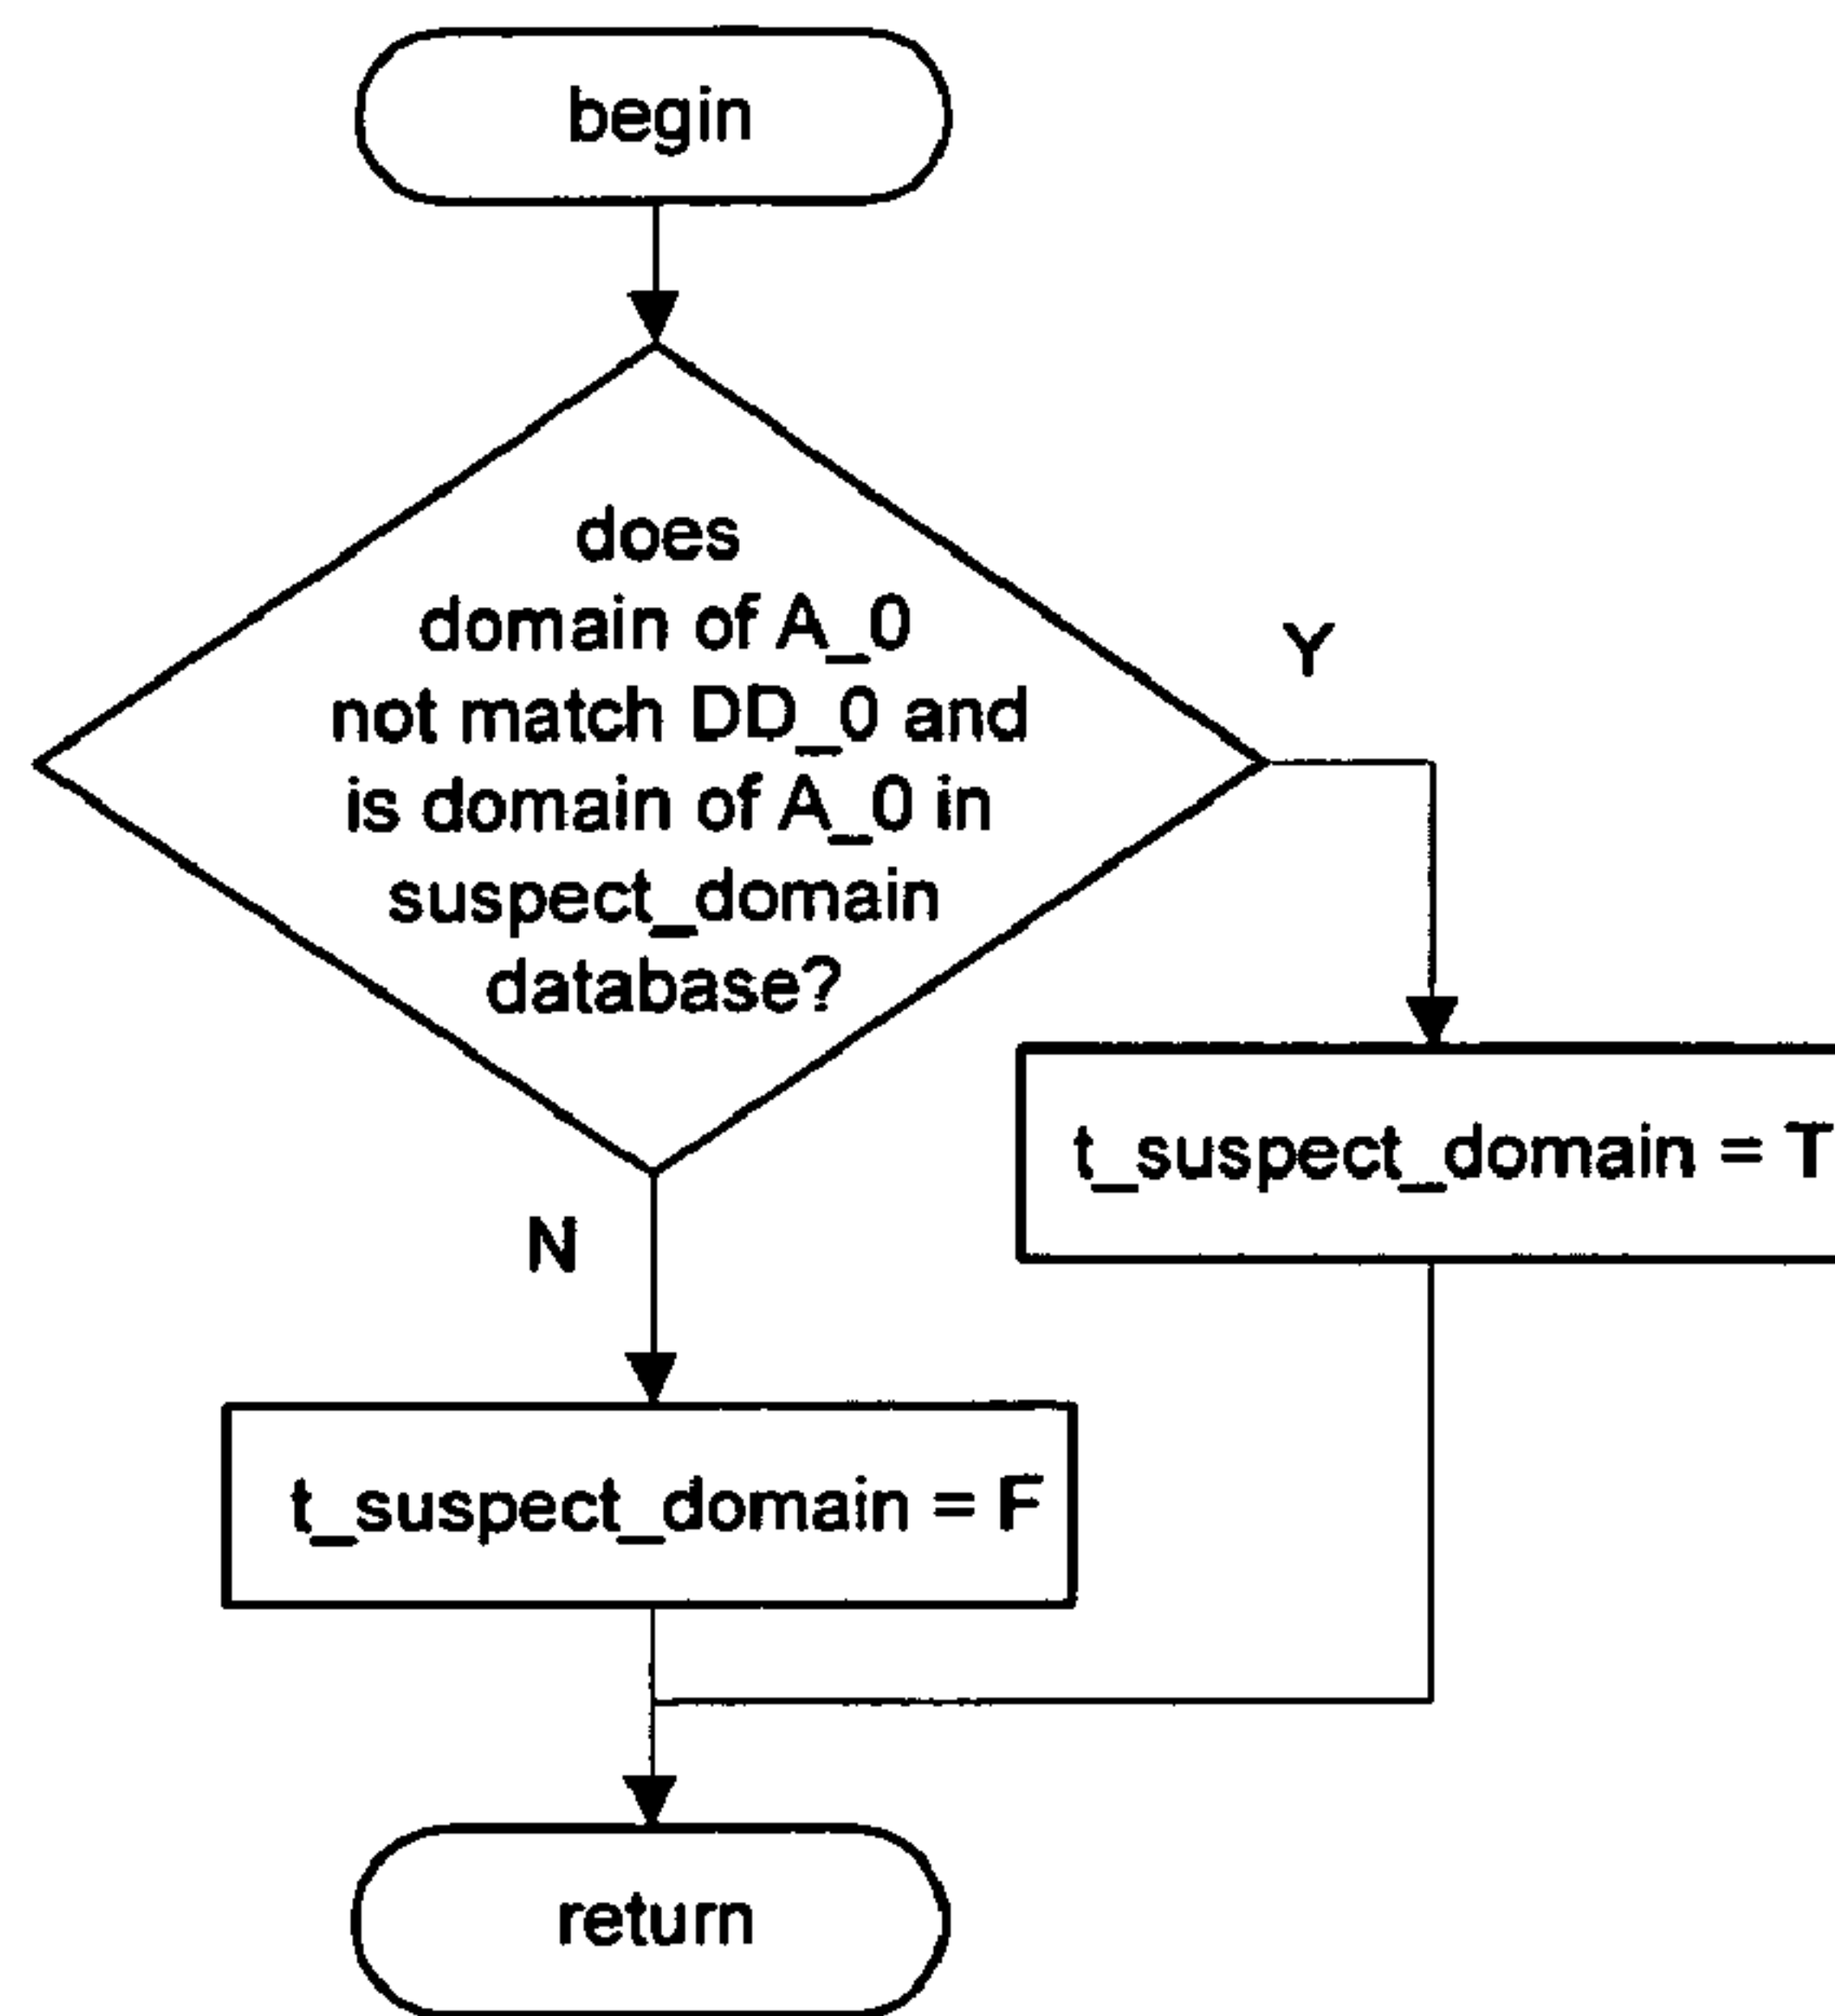 begin
does
domain of A_0
not match DD_0 and
is domain of A_0 in
suspect_domain
database?
Y
t_suspect_domain = T
N
t_suspect_domain = F
return